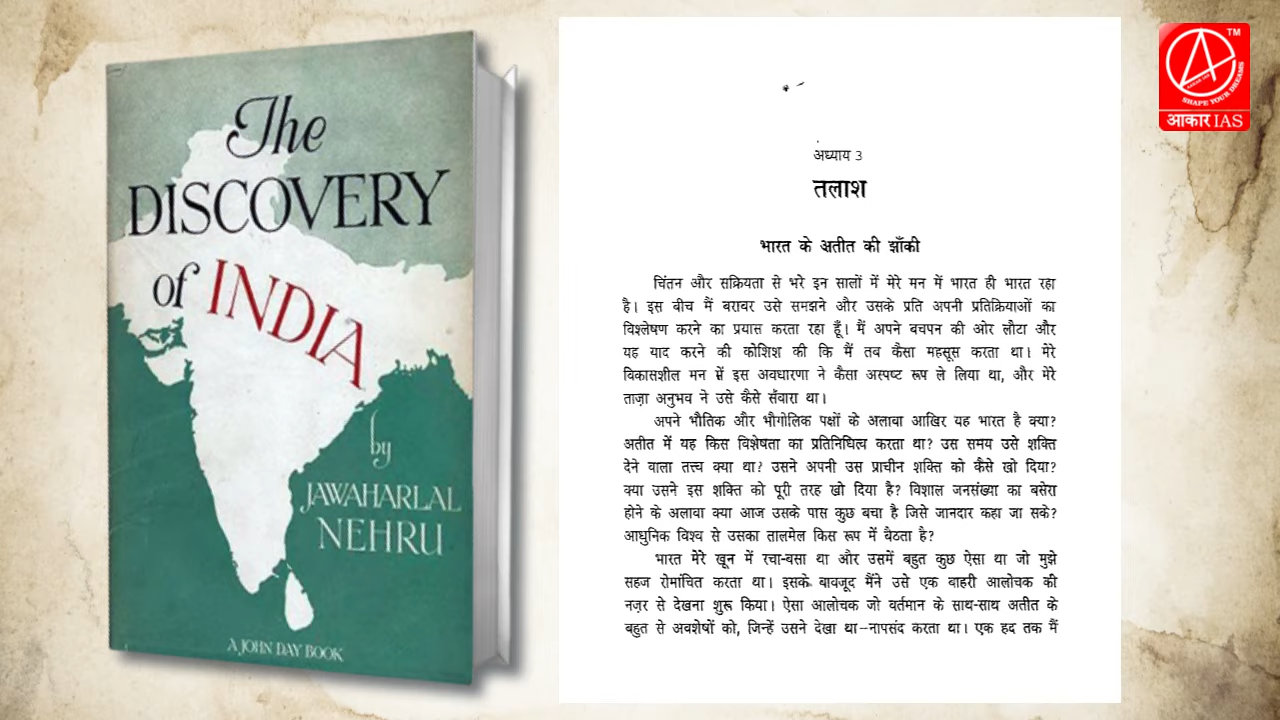 The
DISCOVERY
of INDIA
by
JAWAHARLAL
NEHRU
A JOHN DAY BOOK
अध्याय 3
तलाश
भारत के अतीत की झाँकी
चिंतन और सक्रियता से भरे इन सालों में मेरे मन में भारत ही भारत रहा
है। इस बीच मैं बराबर उसे समझने और उसके प्रति अपनी प्रतिक्रियाओं का
विश्लेषण करने का प्रयास करता रहा हूँ। मैं अपने बचपन की ओर लौटा और
यह याद करने की कोशिश की कि मैं तब कैसा महसूस करता था। मेरे
विकासशील मन में इस अवधारणा ने कैसा अस्पष्ट रूप ले लिया था, और मेरे
ताज़ा अनुभव ने उसे कैसे सँवारा था।
अपने भौतिक और भौगोलिक पक्षों के अलावा आखिर यह भारत है क्या?
अतीत में यह किस विशेषता का प्रतिनिधित्व करता था? उस समय उसे शक्ति
देने वाला तत्त्व क्या था? उसने अपनी उस प्राचीन शक्ति को कैसे खो दिया?
क्या उसने इस शक्ति को पूरी तरह खो दिया है? विशाल जनसंख्या का बसेरा
होने के अलावा क्या आज उसके पास कुछ बचा है जिसे जानदार कहा जा सके?
आधुनिक विश्व से उसका तालमेल किस रूप में बैठता है?
भारत मेरे खून में रचा-बसा था और उसमें बहुत कुछ ऐसा था जो मुझे
सहज रोमांचित करता था। इसके बावजूद मैंने उसे एक बाहरी आलोचक की
नज़र से देखना शुरू किया। ऐसा आलोचक जो वर्तमान के साथ-साथ अतीत के
बहुत से अवशेषों को, जिन्हें उसने देखा था–नापसंद करता था। एक हद तक मैं
TM
SHAPE YOUR DREAMS
आकार IAS